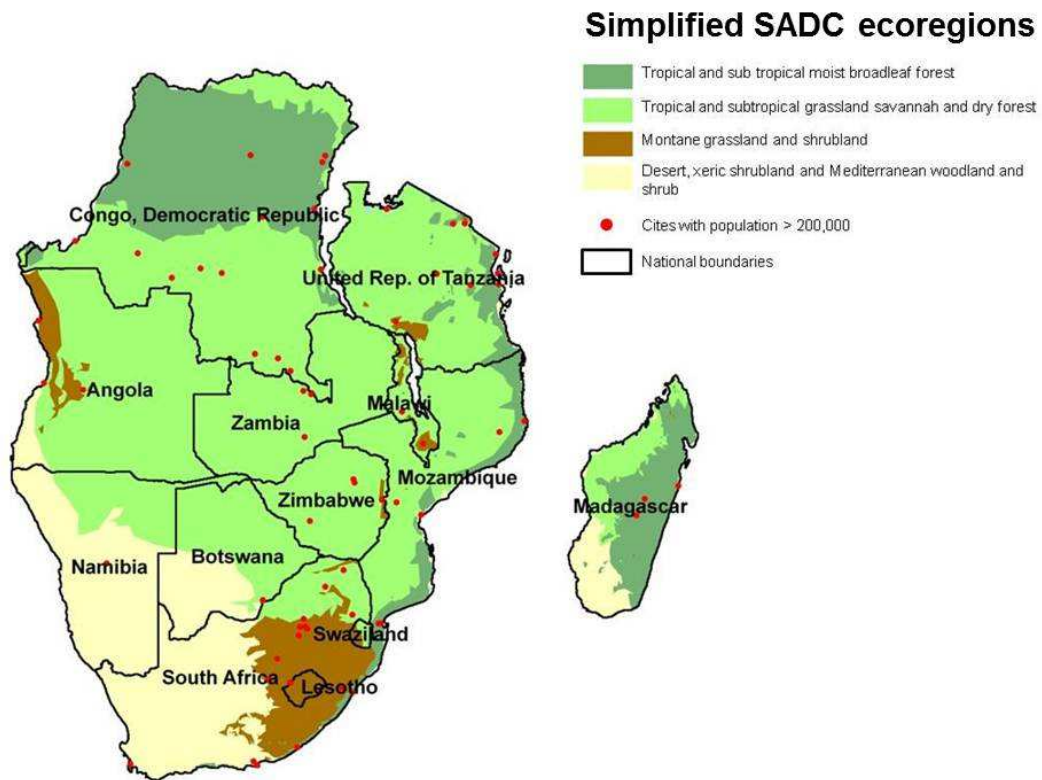 Simplified SADC ecoregions
Tropical and sub tropical moist broadleaf forest
Tropical and subtropical grassland savannah and dry forest
Montane grassland and shrubland
Desert, xeric shrubland and Mediterranean woodland and
shrub
Cites with population > 200,000
National boundaries
Congo, Democratic Republic
United Rep. of Tanzania
Angola
Malawi
Zambia
Mozambique
Zimbabwe
Madagascar
Botswana
Namibia
Swaziland
South Africa
Lesotho